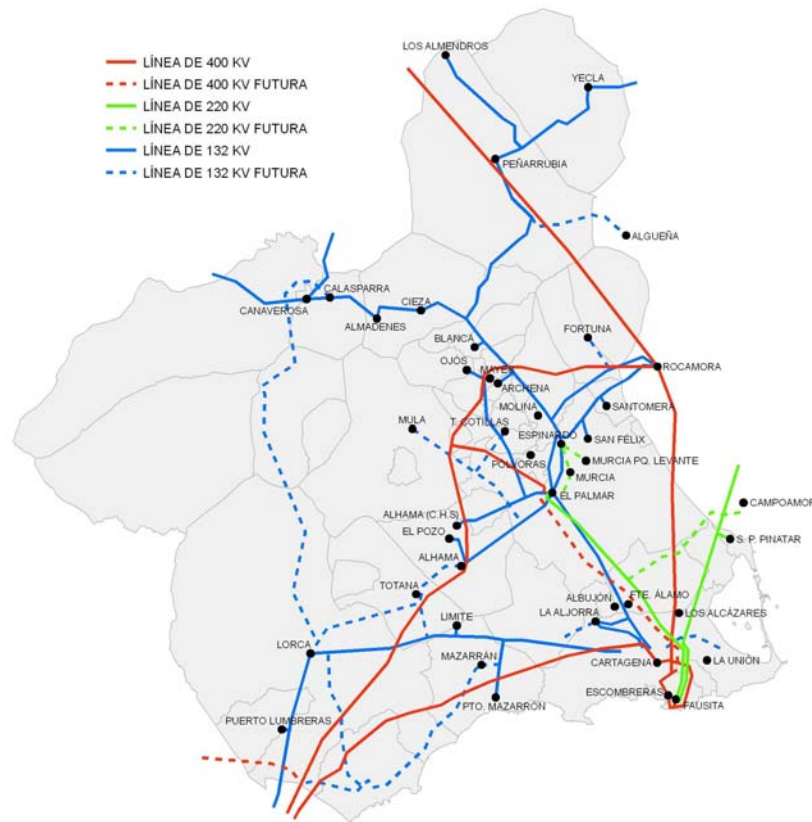 LOS ALMENDROS
LÍNEA DE 400 KV
LÍNEA DE 400 KV FUTURA
LÍNEA DE 220 KV
LÍNEA DE 220 KV FUTURA
LÍNEA DE 132 KV
LÍNEA DE 132 KV FUTURA
YECLA
PEÑARRUBIA
ALGUEÑA
CALASPARRA
CANAVEROSA
CIEZA
ALMADENES
FORTUNA
BLANCA
OJOS
MAYES
ROCAMORA
ARCHENA
MOLINA
SANTOMERA
MULA
T. COTILLAS
ESPINARDO
SAN FÉLIX
POLVORAS
MURCIA PQ. LEVANTE
MURCIA
EL PALMAR
CAMPOAMOR
ALHAMA (C.H.S)
EL POZO
S. P. PINATAR
ALHAMA
TOTANA
ALBUJÓN
FTE. ÁLAMO
LA ALJORRA
LOS ALCÁZARES
LIMITE
LORCA
MAZARRÁN
CARTAGENA
LA UNIÓN
ESCOMBRERAS
FAUSITA
PTO. MAZARRÓN
PUERTO LUMBRERAS